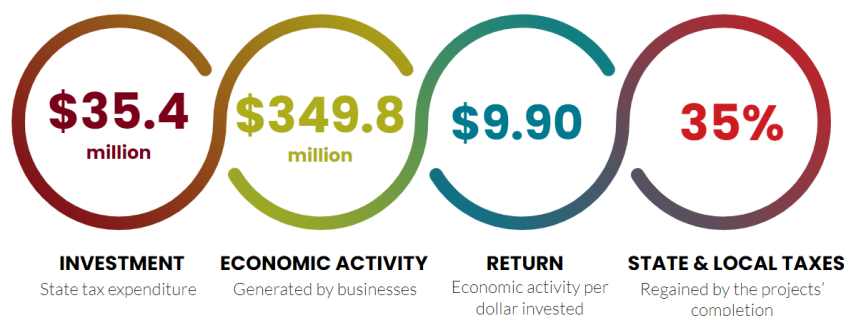 $35.4
million
INVESTMENT
State tax expenditure
$349.8
million
ECONOMIC ACTIVITY
Generated by businesses
$9.90
RETURN
Economic activity per
dollar invested
35%
STATE & LOCAL TAXES
Regained by the projects’
completion